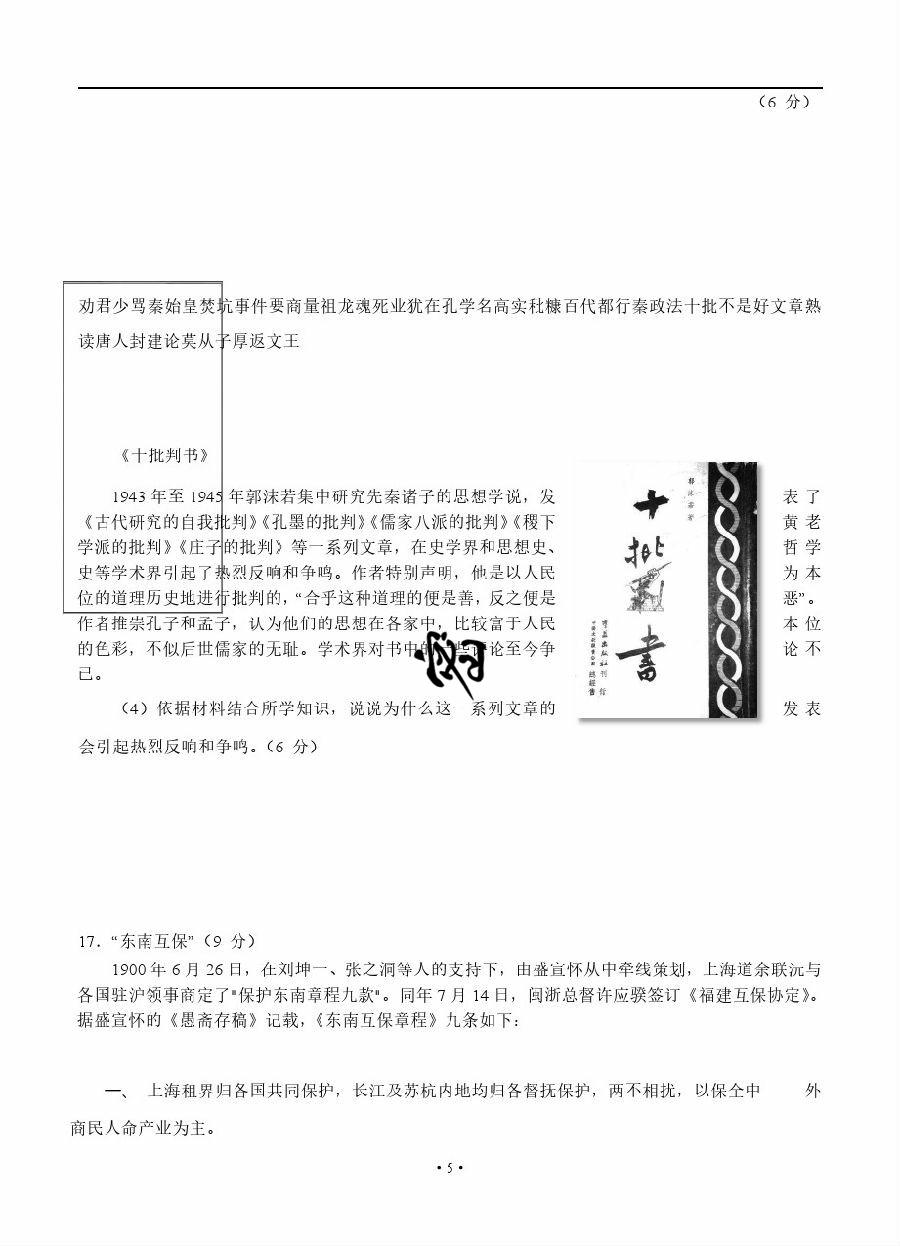 (6 分)
劝君少骂秦始皇焚坑事件要商量祖龙魂死业犹在孔学名高实秕糠百代都行秦政法十批不是好文章熟
读唐人封建论莫从子厚返文王
《十批判书》
1943 年至 1945 年郭沫若集中研究先秦诸子的思想学说，发 表 了
《古代研究的自我批判》《孔墨的批判》《儒家八派的批判》《稷下 黄 老
学派的批判》《庄子的批判》等一系列文章，在史学界和思想史、 哲 学
史等学术界引起了热烈反响和争鸣。作者特别声明，他是以人民 为 本
位的道理历史地进行批判的，“合乎这种道理的便是善，反之便是 恶”。
作者推崇孔子和孟子，认为他们的思想在各家中，比较富于人民 本 位
的色彩，不似后世儒家的无耻。学术界对书中的一些评论至今争 论 不
已。
(4) 依据材料结合所学知识，说说为什么这 系列文章的 发 表
会引起热烈反响和争鸣。(6 分)
郭沫若著
十批判書
群益出版社刊行
總經售
17．“东南互保”（9 分）
1900 年 6 月 26 日，在刘坤一、张之洞等人的支持下，由盛宣怀从中牵线策划，上海道余联沅与
各国驻沪领事商定了"保护东南章程九款"。同年 7 月 14 日，闽浙总督许应骙签订《福建互保协定》。
据盛宣怀的《愚斋存稿》记载，《东南互保章程》九条如下：
一、 上海租界归各国共同保护，长江及苏杭内地均归各督抚保护，两不相扰，以保全中 外
商民人命产业为主。
• 5 •